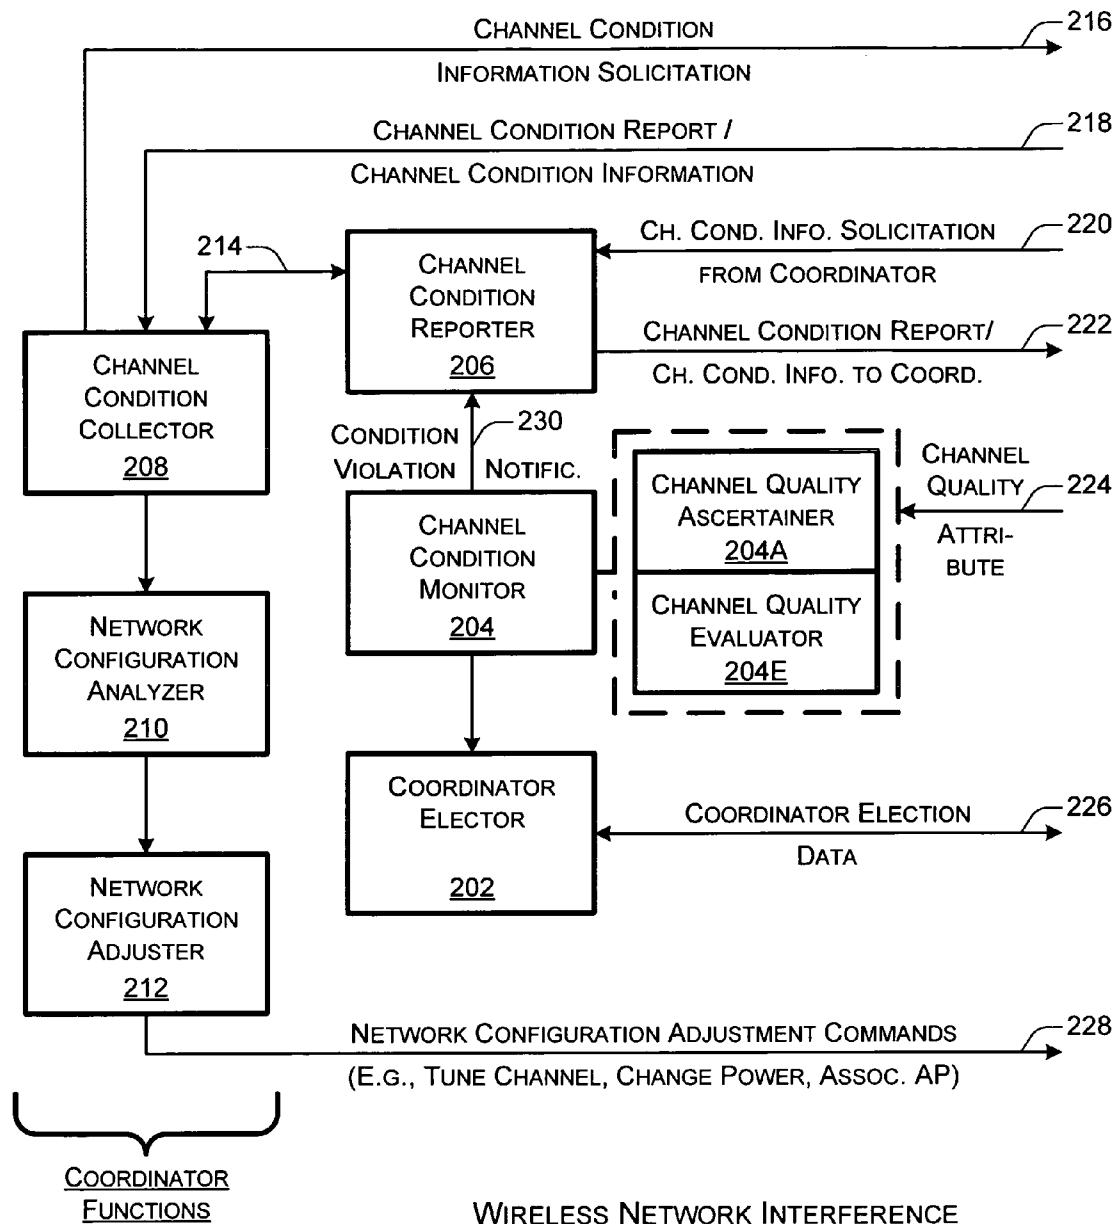 CHANNEL CONDITION
216
INFORMATION SOLICITATION
CHANNEL CONDITION REPORT /
218
CHANNEL CONDITION INFORMATION
214
CHANNEL
CONDITION
REPORTER
206
CH. COND. INFO. SOLICITATION
220
FROM COORDINATOR
CHANNEL CONDITION REPORT/
222
CH. COND. INFO. TO COORD.
CHANNEL
CONDITION
COLLECTOR
208
CONDITION
VIOLATION
230
NOTIFIC.
CHANNEL
CONDITION
MONITOR
204
CHANNEL QUALITY
ASCERTAINER
204A
CHANNEL QUALITY
EVALUATOR
204E
CHANNEL
QUALITY
224
ATTRI-
BUTE
NETWORK
CONFIGURATION
ANALYZER
210
COORDINATOR
ELECTOR
202
COORDINATOR ELECTION
226
DATA
NETWORK
CONFIGURATION
ADJUSTER
212
NETWORK CONFIGURATION ADJUSTMENT COMMANDS
228
(E.G., TUNE CHANNEL, CHANGE POWER, ASSOC. AP)
COORDINATOR
FUNCTIONS
WIRELESS NETWORK INTERFERENCE